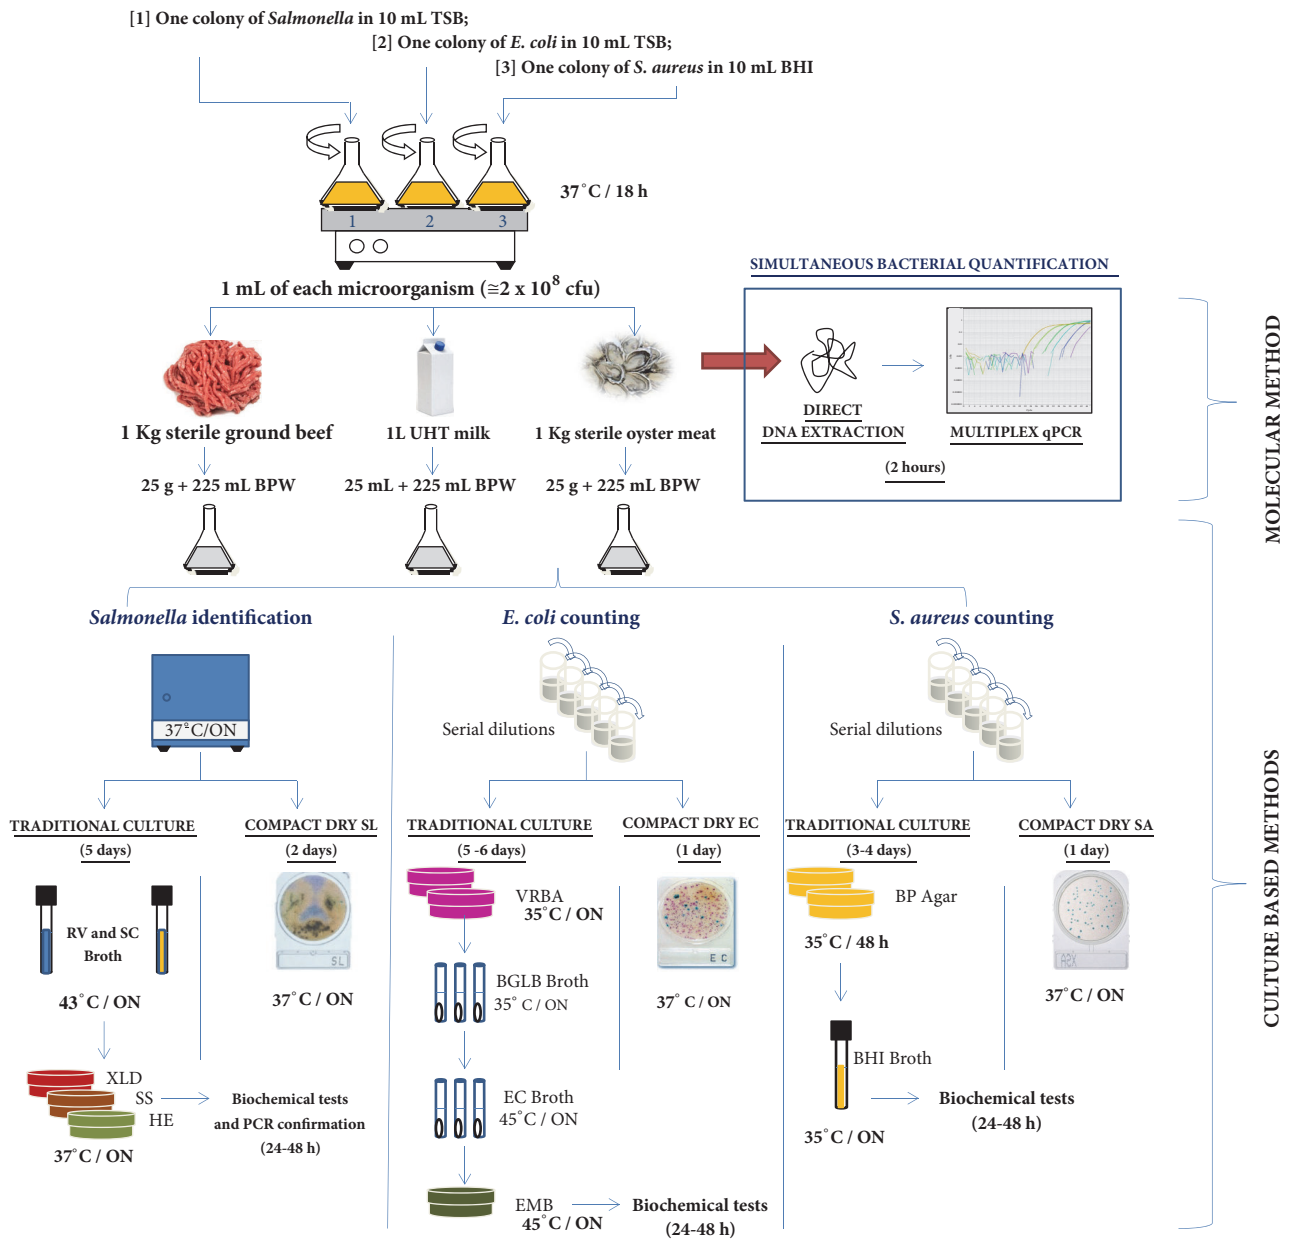 [1] One colony of Salmonella in 10 mL TSB;
[2] One colony of E. coli in 10 mL TSB;
[3] One colony of S. aureus in 10 mL BHI
37°C / 18 h
1 2 3
1 mL of each microorganism (≅2 x 10^8 cfu)
SIMULTANEOUS BACTERIAL QUANTIFICATION
DIRECT
DNA EXTRACTION
MULTIPLEX qPCR
(2 hours)
MOLECULAR METHOD
1 Kg sterile ground beef
1L UHT milk
1 Kg sterile oyster meat
25 g + 225 mL BPW
25 mL + 225 mL BPW
25 g + 225 mL BPW
CULTURE BASED METHODS
Salmonella identification
37°C/ON
TRADITIONAL CULTURE
(5 days)
RV and SC
Broth
43°C / ON
XLD
SS
HE
37°C / ON
Biochemical tests
and PCR confirmation
(24-48 h)
COMPACT DRY SL
(2 days)
SL
37°C / ON
E. coli counting
Serial dilutions
TRADITIONAL CULTURE
(5 -6 days)
VRBA
35°C / ON
BGLB Broth
35° C / ON
EC Broth
45°C / ON
EMB
45°C / ON
Biochemical tests
(24-48 h)
COMPACT DRY EC
(1 day)
E C
37° C / ON
S. aureus counting
Serial dilutions
TRADITIONAL CULTURE
(3-4 days)
BP Agar
35°C / 48 h
BHI Broth
35°C / ON
Biochemical tests
(24-48 h)
COMPACT DRY SA
(1 day)
37°C / ON